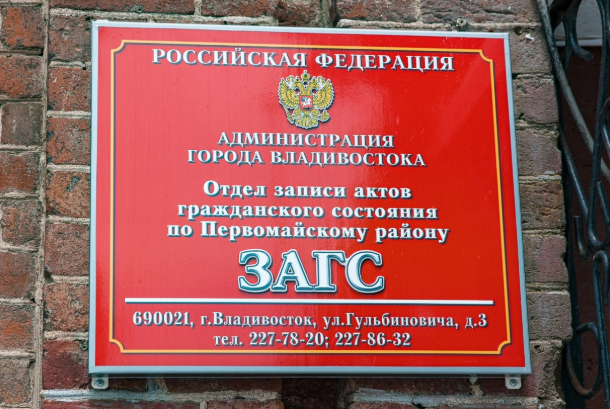 РОССИЙСКАЯ ФЕДЕРАЦИЯ
АДМИНИСТРАЦИЯ
ГОРОДА ВЛАДИВОСТОКА
Отдел записи актов
гражданского состояния
по Первомайскому району
ЗАГС
690021, г.Владивосток, ул.Гульбиновича, д.3
тел. 227-78-20; 227-86-32